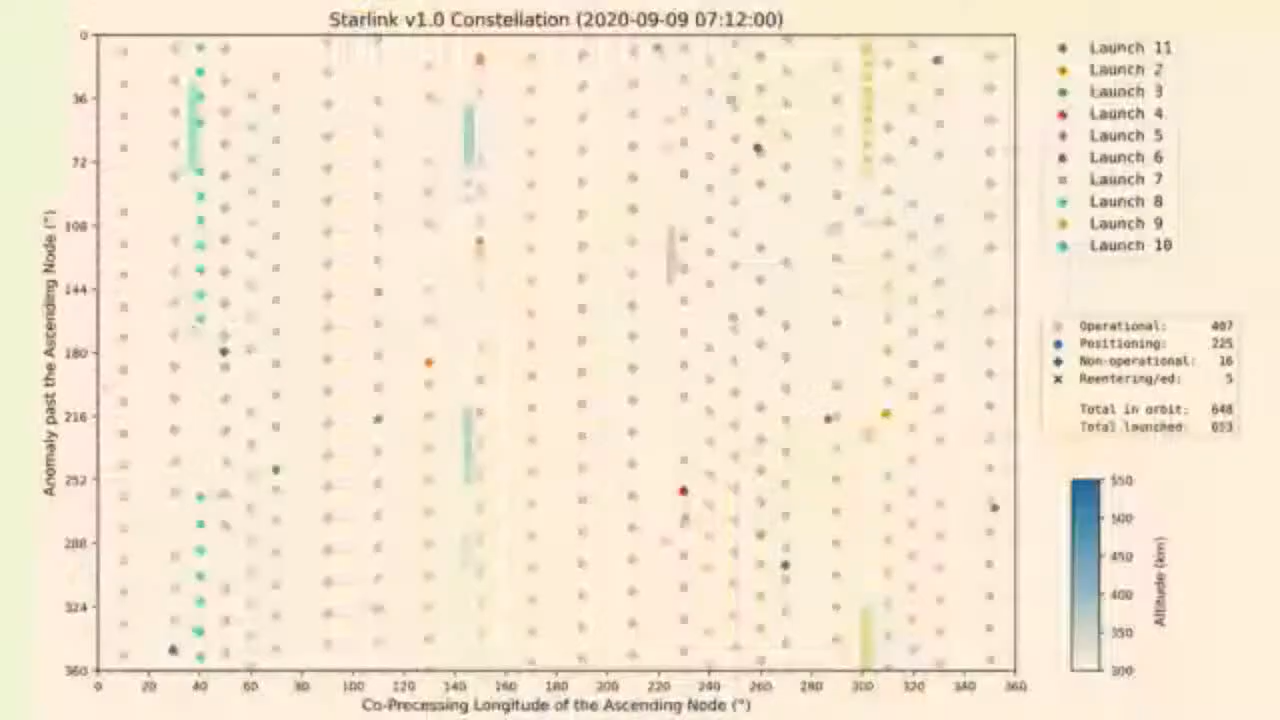 Starlink v1.0 Constellation (2020-09-09 07:12:00)
0
36
72
108
144
180
216
252
288
324
360
Anomaly past the Ascending Node (°)
0 20 40 60 80 100 120 140 160 180 200 220 240 260 280 300 320 340 360
Co-Precessing Longitude of the Ascending Node (°)
Launch 11
Launch 2
Launch 3
Launch 4
Launch 5
Launch 6
Launch 7
Launch 8
Launch 9
Launch 10
Operational: 407
Positioning: 225
Non-operational: 16
Reentering/ed: 5
Total in orbit: 648
Total launched: 653
550
500
450
400
350
300
Altitude (km)